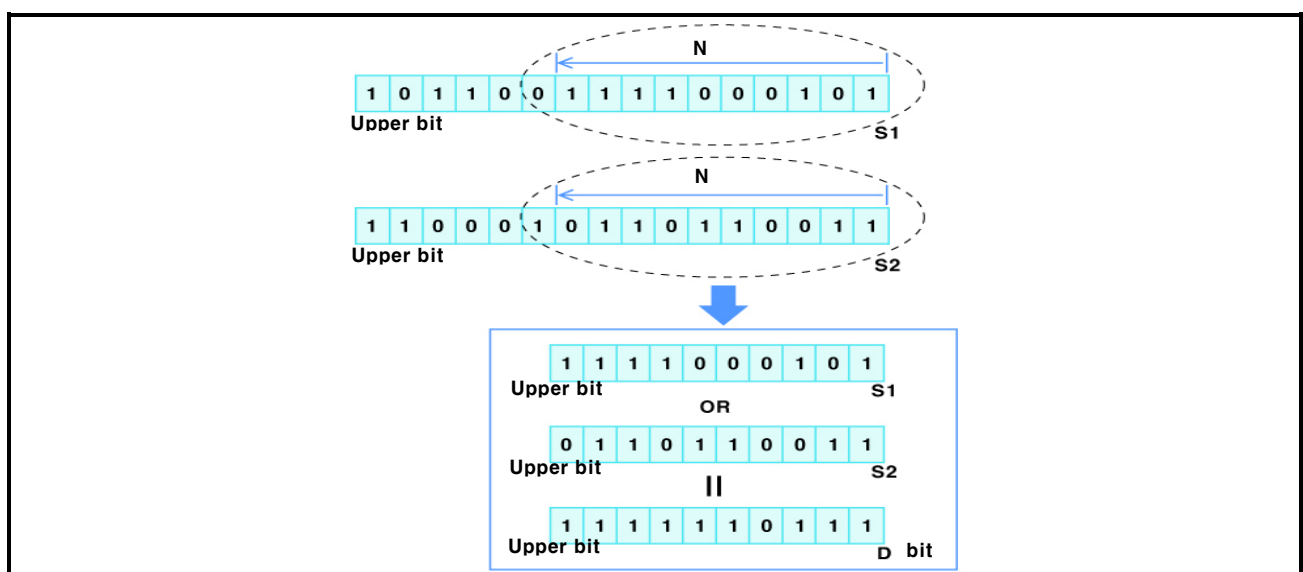 N
1 0 1 1 0 0 1 1 1 1 0 0 0 1 0 1
Upper bit S1
N
1 1 0 0 0 1 0 1 1 0 1 1 0 0 1 1
Upper bit S2
1 1 1 1 0 0 0 1 0 1
Upper bit S1
OR
0 1 1 0 1 1 0 0 1 1
Upper bit S2
=
1 1 1 1 1 1 0 1 1 1
Upper bit D bit